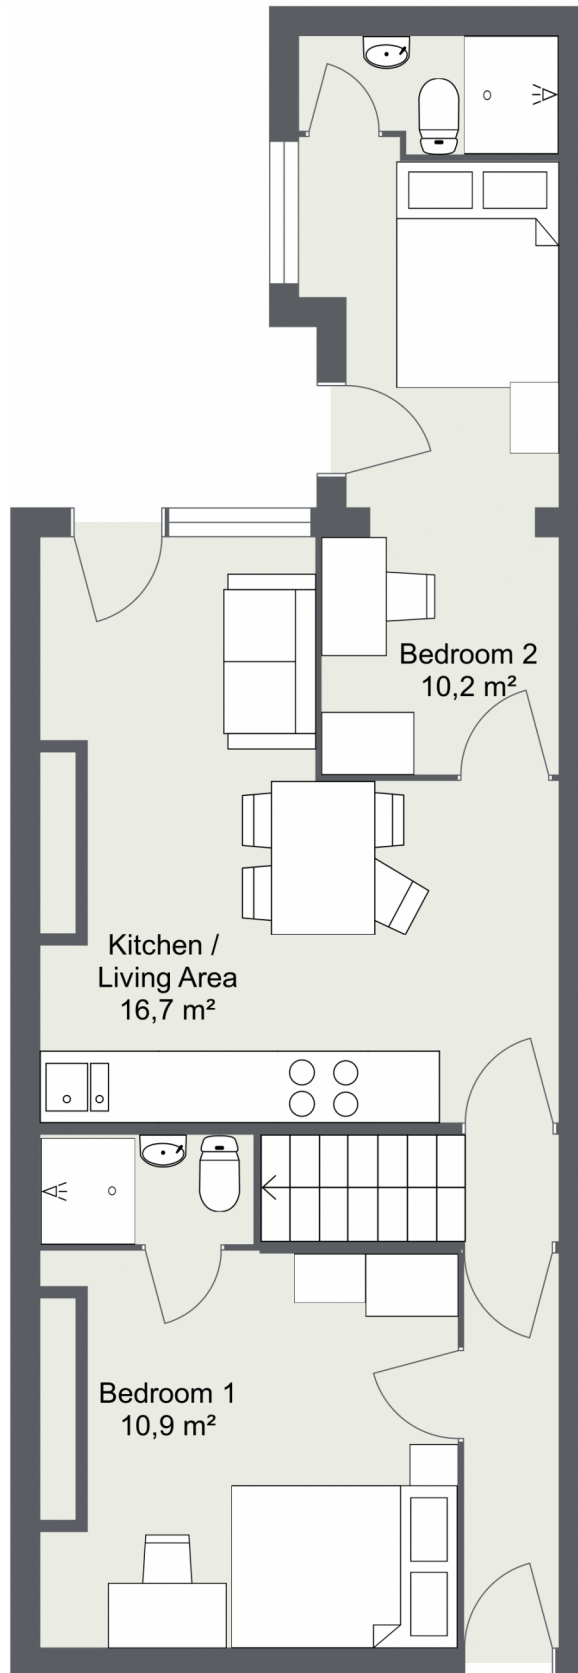 Bedroom 2
10,2 m²
Kitchen /
Living Area
16,7 m²
Bedroom 1
10,9 m²